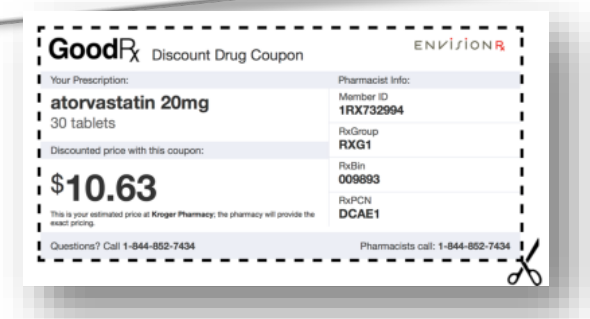 GoodRx Discount Drug Coupon
ENVISIONR
Your Prescription:
atorvastatin 20mg
30 tablets
Discounted price with this coupon:
$10.63
This is your estimated price at Kroger Pharmacy; the pharmacy will provide the
exact pricing.
Pharmacist Info:
Member ID
1RX732994
RxGroup
RXG1
RxBin
009893
RxPCN
DCAE1
Questions? Call 1-844-852-7434
Pharmacists call: 1-844-852-7434